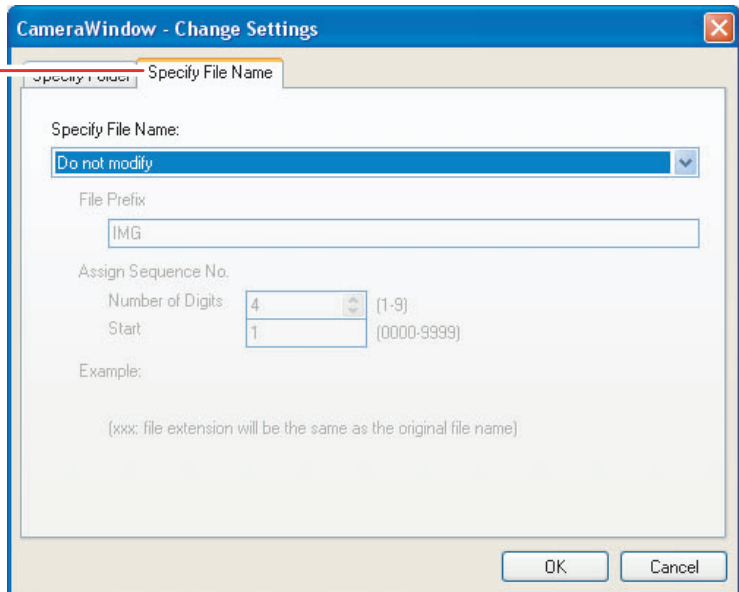 CameraWindow - Change Settings
Specify Folder
Specify File Name
Specify File Name:
Do not modify
File Prefix
IMG
Assign Sequence No.
Number of Digits 4 (1-9)
Start 1 (0000-9999)
Example:
(xxx: file extension will be the same as the original file name)
OK Cancel